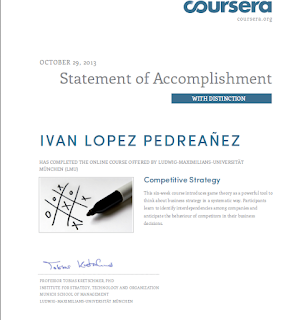 coursera
coursera.org
OCTOBER 29, 2013
Statement of Accomplishment
WITH DISTINCTION
IVAN LOPEZ PEDREAÑEZ
HAS COMPLETED THE ONLINE COURSE OFFERED BY LUDWIG-MAXIMILIANS-UNIVERSITÄT
MÜNCHEN (LMU)
Competitive Strategy
This six-week course introduces game theory as a powerful tool to
think about business strategy in a systematic way. Participants
learn to identify interdependencies among companies and
anticipate the behaviour of competitors in their business
decisions.
PROFESSOR TOBIAS KRETSCHMER, PHD
INSTITUTE FOR STRATEGY, TECHNOLOGY AND ORGANIZATION
MUNICH SCHOOL OF MANAGEMENT
LUDWIG-MAXIMILIANS-UNIVERSITÄT MÜNCHEN